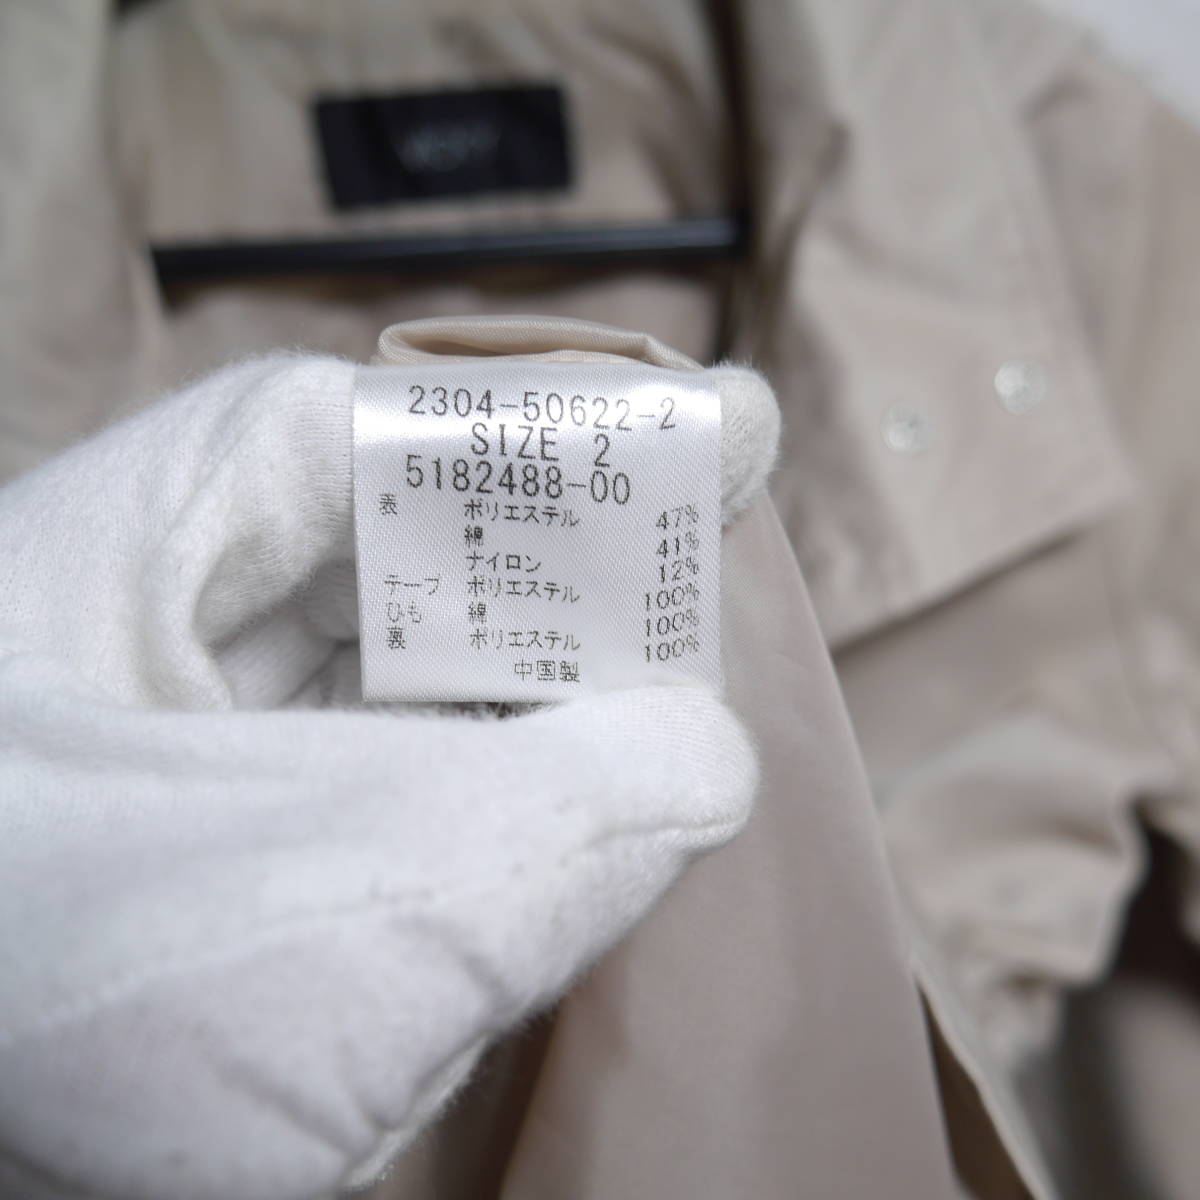 2304-50622-2
SIZE 2
5182488-00
表 ポリエステル 47%
綿 41%
ナイロン 12%
テープ ポリエステル 100%
ひも 綿 100%
裏 ポリエステル 100%
中国製